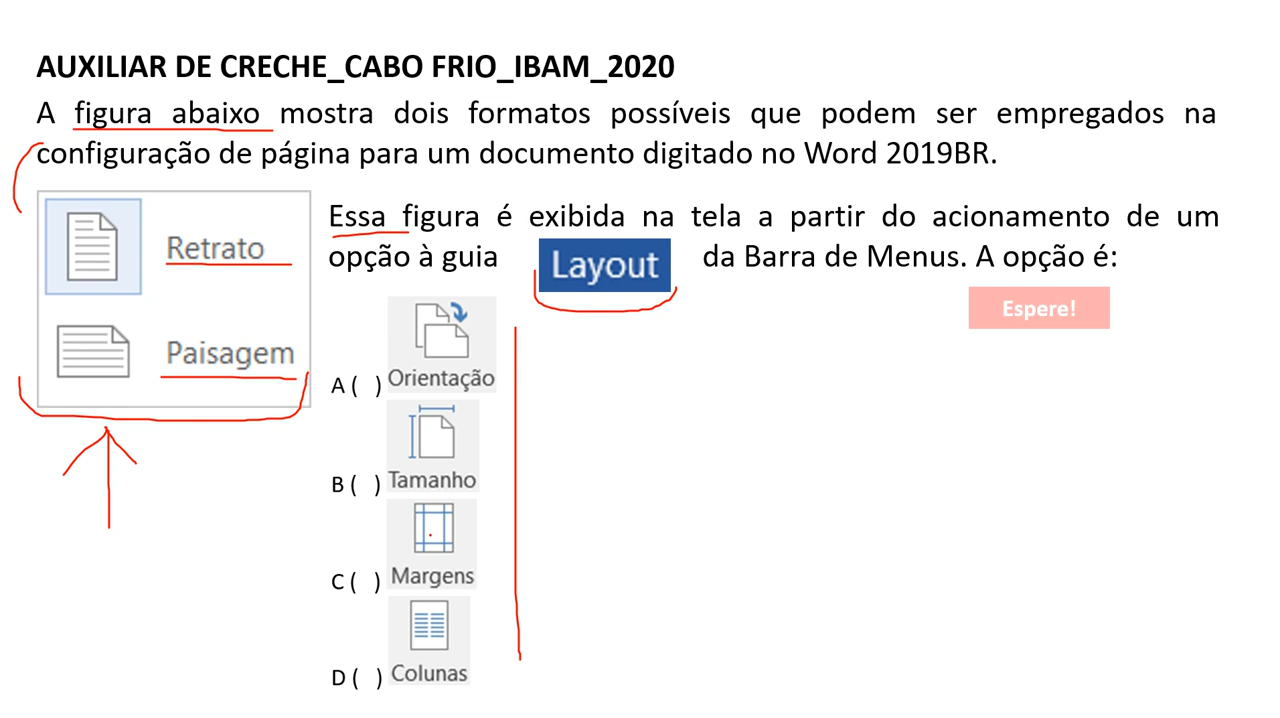 AUXILIAR DE CRECHE_CABO FRIO_IBAM_2020
A figura abaixo mostra dois formatos possíveis que podem ser empregados na
configuração de página para um documento digitado no Word 2019BR.
Retrato
Paisagem
Essa figura é exibida na tela a partir do acionamento de um
opção à guia Layout da Barra de Menus. A opção é:
Espere!
A ( ) Orientação
B ( ) Tamanho
C ( ) Margens
D ( ) Colunas